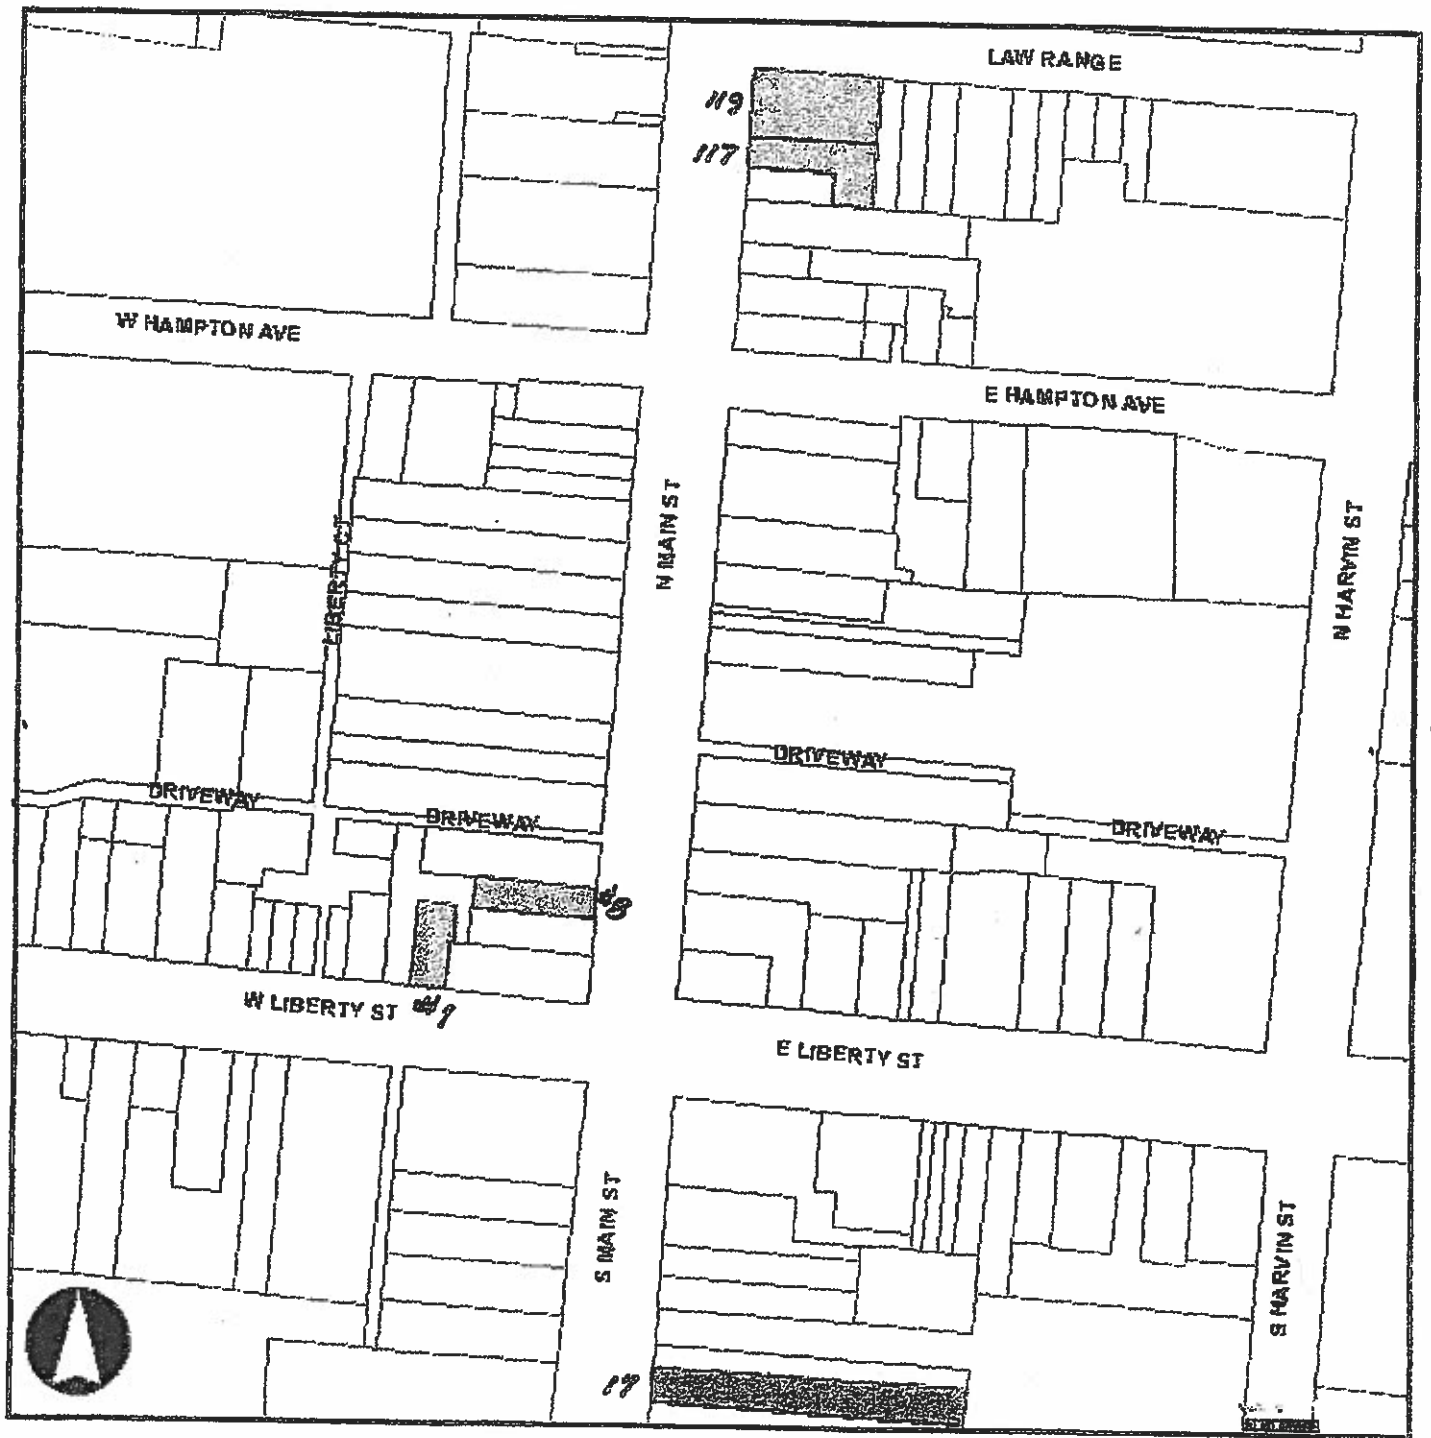 LAW RANGE
119
117
W HAMPTON AVE
E HAMPTON AVE
N MAIN ST
LIBERTY CT
N HARVIN ST
DRIVEWAY
DRIVEWAY
DRIVEWAY
DRIVEWAY
W LIBERTY ST
E LIBERTY ST
S MAIN ST
S HARVIN ST